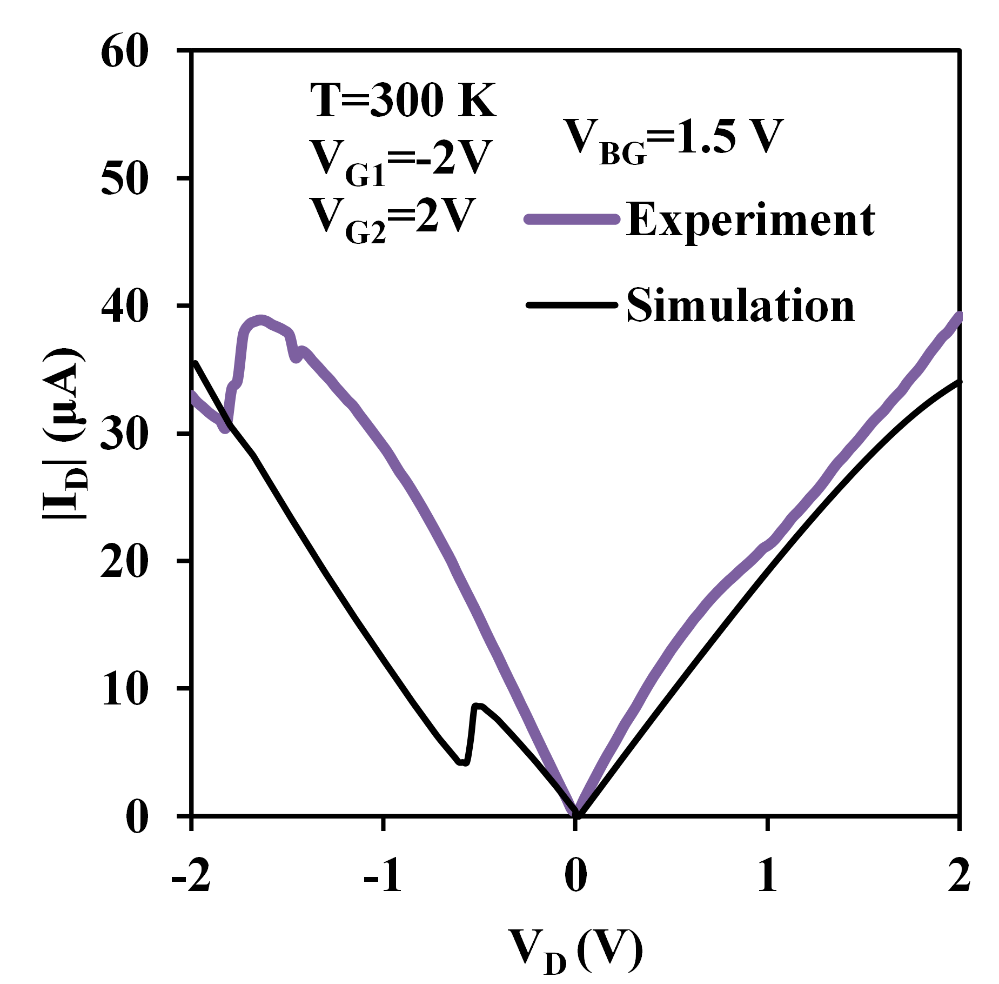 60
50
40
30
20
10
0
-2
-1
0
1
2
|I_D| (μA)
V_D (V)
T=300 K
V_G1=-2V
V_G2=2V
V_BG=1.5 V
Experiment
Simulation